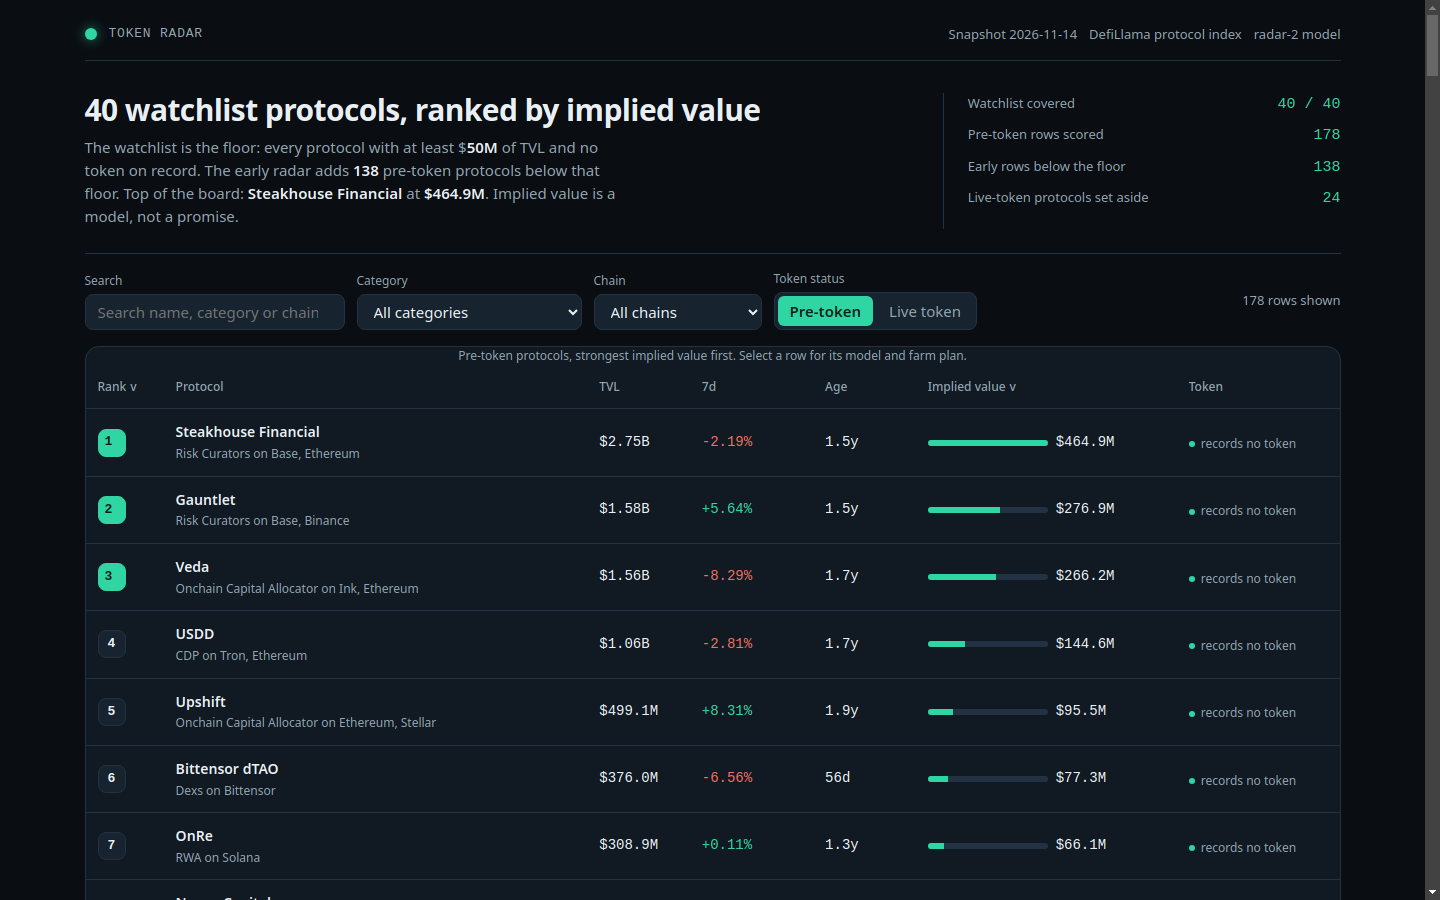 TOKEN RADAR
Snapshot 2026-11-14 DefiLlama protocol index radar-2 model
40 watchlist protocols, ranked by implied value
The watchlist is the floor: every protocol with at least $50M of TVL and no
token on record. The early radar adds 138 pre-token protocols below that
floor. Top of the board: Steakhouse Financial at $464.9M. Implied value is a
model, not a promise.
Watchlist covered 40 / 40
Pre-token rows scored 178
Early rows below the floor 138
Live-token protocols set aside 24
Search Category Chain Token status
Search name, category or chain All categories All chains Pre-token Live token 178 rows shown
Pre-token protocols, strongest implied value first. Select a row for its model and farm plan.
Rank v Protocol TVL 7d Age Implied value v Token
1 Steakhouse Financial $2.75B -2.19% 1.5y $464.9M records no token
Risk Curators on Base, Ethereum
2 Gauntlet $1.58B +5.64% 1.5y $276.9M records no token
Risk Curators on Base, Binance
3 Veda $1.56B -8.29% 1.7y $266.2M records no token
Onchain Capital Allocator on Ink, Ethereum
4 USDD $1.06B -2.81% 1.7y $144.6M records no token
CDP on Tron, Ethereum
5 Upshift $499.1M +8.31% 1.9y $95.5M records no token
Onchain Capital Allocator on Ethereum, Stellar
6 Bittensor dTAO $376.0M -6.56% 56d $77.3M records no token
Dexs on Bittensor
7 OnRe $308.9M +0.11% 1.3y $66.1M records no token
RWA on Solana